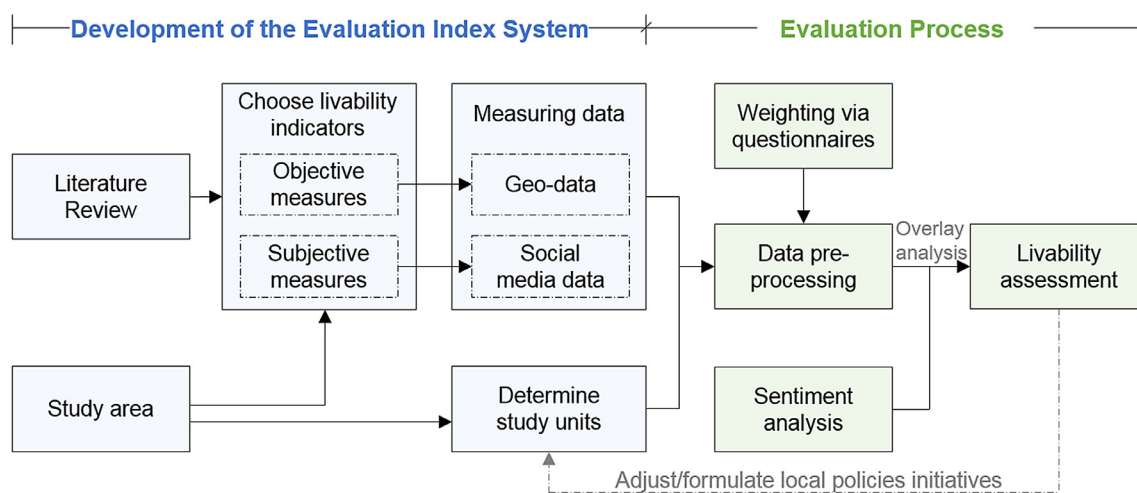 Development of the Evaluation Index System
Evaluation Process
Literature
Review
Choose livability
indicators
Objective
measures
Subjective
measures
Measuring data
Geo-data
Social
media data
Study area
Determine
study units
Weighting via
questionnaires
Data pre-
processing
Sentiment
analysis
Overlay
analysis
Livability
assessment
Adjust/formulate local policies initiatives